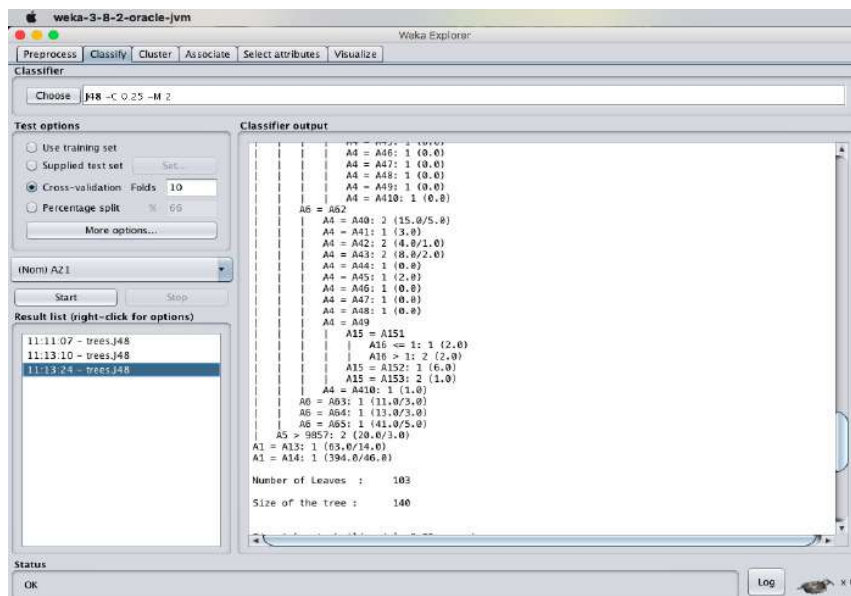 weka-3-8-2-oracle-jvm
Weka Explorer
Preprocess Classify Cluster Associate Select attributes Visualize
Classifier
Choose J48 -C 0.25 -M 2
Test options
Use training set
Supplied test set Set...
Cross-validation Folds 10
Percentage split % 66
More options...
(Nom) A21
Start Stop
Result list (right-click for options)
11:11:07 - trees.J48
11:13:10 - trees.J48
11:13:24 - trees.J48
Classifier output
| | | | | A4 = A45: 1 (0.0)
| | | | | A4 = A46: 1 (0.0)
| | | | | A4 = A47: 1 (0.0)
| | | | | A4 = A48: 1 (0.0)
| | | | | A4 = A49: 1 (0.0)
| | | | | A4 = A410: 1 (0.0)
| | | A6 = A62
| | | | A4 = A40: 2 (15.0/5.0)
| | | | A4 = A41: 1 (3.0)
| | | | A4 = A42: 2 (4.0/1.0)
| | | | A4 = A43: 2 (8.0/2.0)
| | | | A4 = A44: 1 (0.0)
| | | | A4 = A45: 1 (2.0)
| | | | A4 = A46: 1 (0.0)
| | | | A4 = A47: 1 (0.0)
| | | | A4 = A48: 1 (0.0)
| | | | A4 = A49
| | | | | A15 = A151
| | | | | | A16 <= 1: 1 (2.0)
| | | | | | A16 > 1: 2 (2.0)
| | | | | A15 = A152: 1 (6.0)
| | | | | A15 = A153: 2 (1.0)
| | | | A4 = A410: 1 (1.0)
| | | A6 = A63: 1 (11.0/3.0)
| | | A6 = A64: 1 (13.0/3.0)
| | | A6 = A65: 1 (41.0/5.0)
| A5 > 9857: 2 (20.0/3.0)
A1 = A13: 1 (63.0/14.0)
A1 = A14: 1 (394.0/46.0)
Number of Leaves : 103
Size of the tree : 140
Status
OK
Log
x